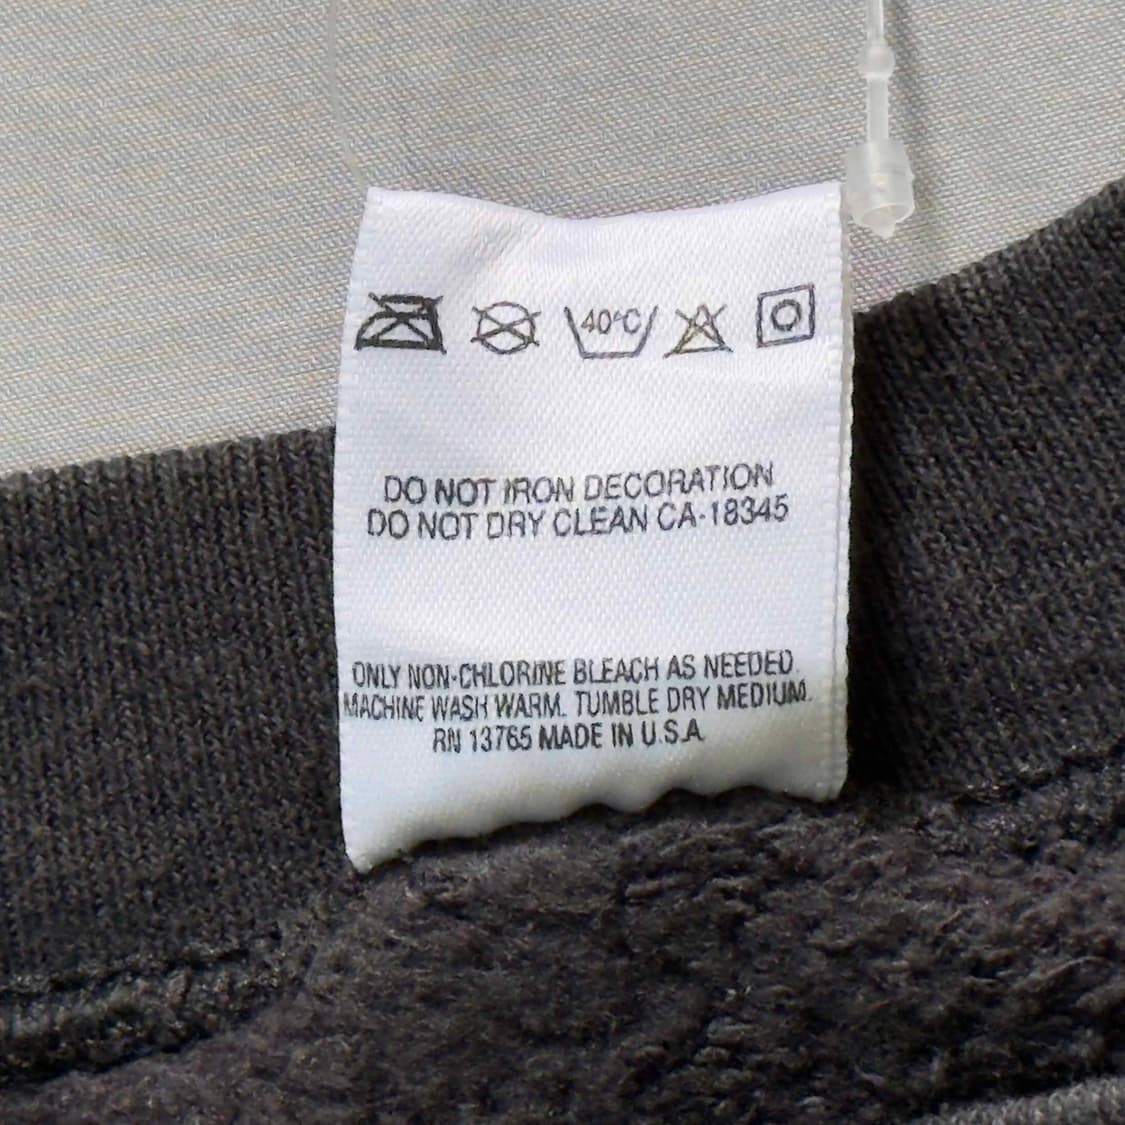 40°C
DO NOT IRON DECORATION
DO NOT DRY CLEAN CA-18345
ONLY NON-CHLORINE BLEACH AS NEEDED.
MACHINE WASH WARM. TUMBLE DRY MEDIUM.
RN 13765 MADE IN U.S.A